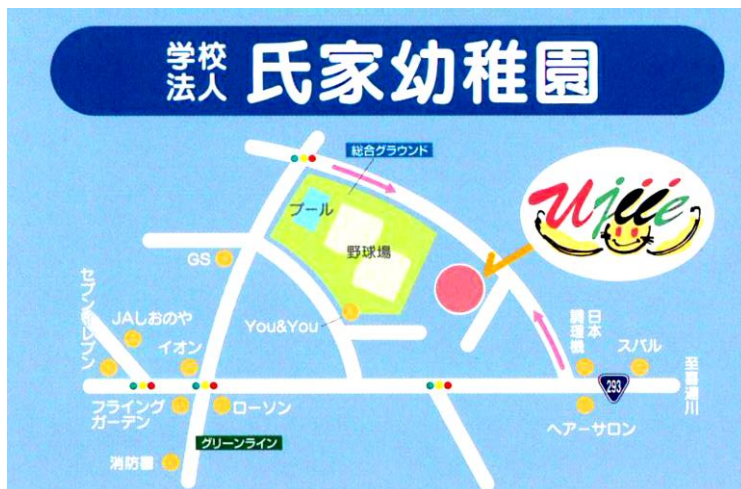 学校
法人
氏家幼稚園
総合グラウンド
プール
野球場
Ujiie
GS
You&You
セブンイレブン
JAしおのや
イオン
フライング
ガーデン
ローソン
グリーンライン
消防署
日本
調理機
スバル
293
至喜連川
ヘアーサロン